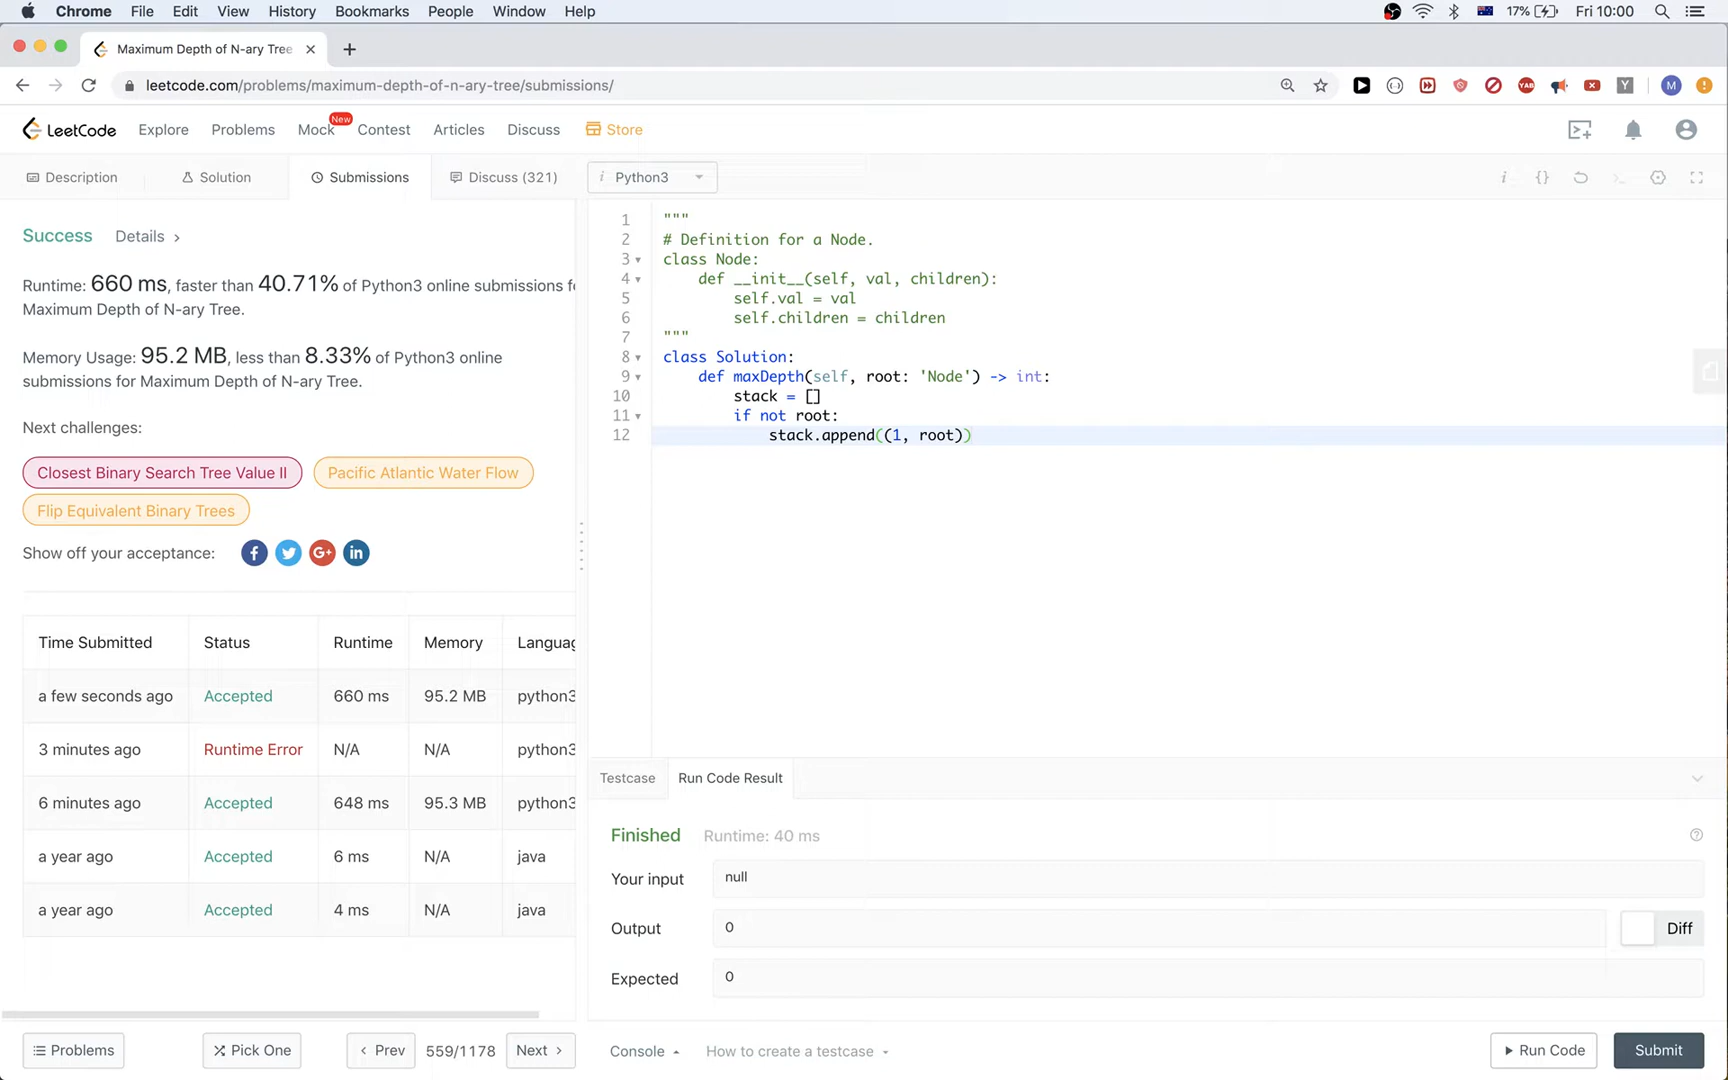 Chrome File Edit View History Bookmarks People Window Help 17% Fri 10:00
Maximum Depth of N-ary Tree
leetcode.com/problems/maximum-depth-of-n-ary-tree/submissions/
LeetCode Explore Problems Mock New Contest Articles Discuss Store
Description Solution Submissions Discuss (321) i Python3
Success Details >
Runtime: 660 ms, faster than 40.71% of Python3 online submissions f
Maximum Depth of N-ary Tree.
Memory Usage: 95.2 MB, less than 8.33% of Python3 online
submissions for Maximum Depth of N-ary Tree.
Next challenges:
Closest Binary Search Tree Value II Pacific Atlantic Water Flow
Flip Equivalent Binary Trees
Show off your acceptance:
Time Submitted Status Runtime Memory Languag
a few seconds ago Accepted 660 ms 95.2 MB python3
3 minutes ago Runtime Error N/A N/A python3
6 minutes ago Accepted 648 ms 95.3 MB python3
a year ago Accepted 6 ms N/A java
a year ago Accepted 4 ms N/A java
Problems Pick One < Prev 559/1178 Next >
1 """
2 # Definition for a Node.
3 class Node:
4     def __init__(self, val, children):
5         self.val = val
6         self.children = children
7 """
8 class Solution:
9     def maxDepth(self, root: 'Node') -> int:
10         stack = []
11         if not root:
12             stack.append((1, root))
Testcase Run Code Result
Finished Runtime: 40 ms
Your input null
Output 0 Diff
Expected 0
Console How to create a testcase Run Code Submit